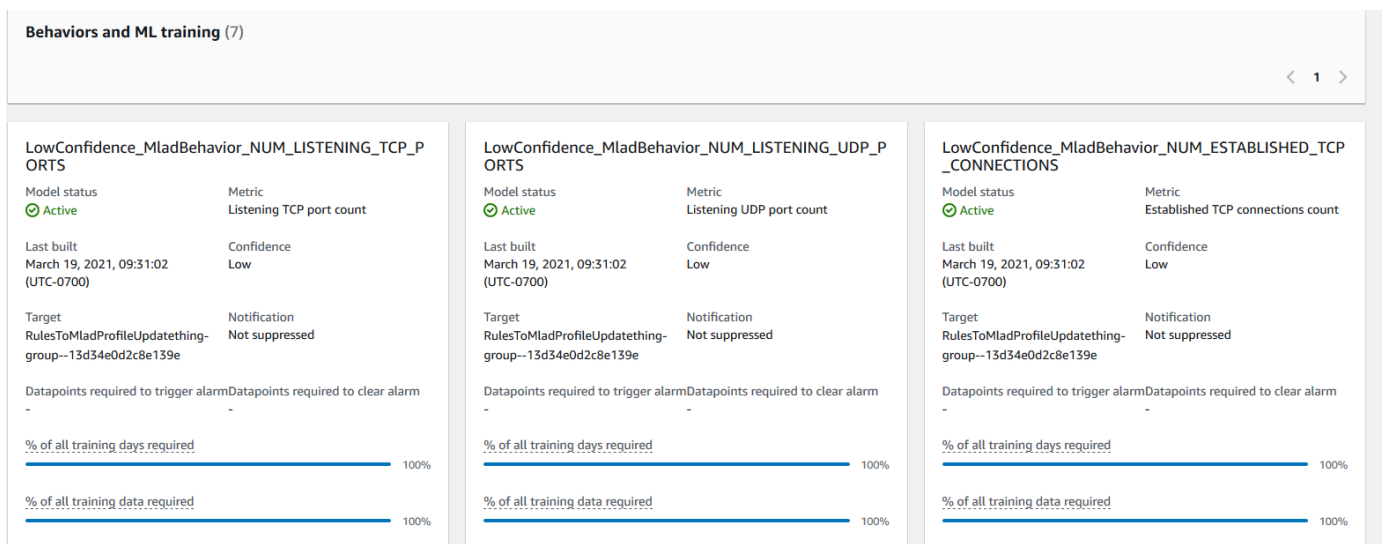 Behaviors and ML training (7)
1
LowConfidence_MladBehavior_NUM_LISTENING_TCP_P
ORTS
Model status
Metric
Active
Listening TCP port count
Last built
Confidence
March 19, 2021, 09:31:02
Low
(UTC-0700)
Target
Notification
RulesToMladProfileUpdatething-
Not suppressed
group--13d34e0d2c8e139e
Datapoints required to trigger alarm
Datapoints required to clear alarm
-
-
% of all training days required
100%
% of all training data required
100%
LowConfidence_MladBehavior_NUM_LISTENING_UDP_P
ORTS
Model status
Metric
Active
Listening UDP port count
Last built
Confidence
March 19, 2021, 09:31:02
Low
(UTC-0700)
Target
Notification
RulesToMladProfileUpdatething-
Not suppressed
group--13d34e0d2c8e139e
Datapoints required to trigger alarm
Datapoints required to clear alarm
-
-
% of all training days required
100%
% of all training data required
100%
LowConfidence_MladBehavior_NUM_ESTABLISHED_TCP
_CONNECTIONS
Model status
Metric
Active
Established TCP connections count
Last built
Confidence
March 19, 2021, 09:31:02
Low
(UTC-0700)
Target
Notification
RulesToMladProfileUpdatething-
Not suppressed
group--13d34e0d2c8e139e
Datapoints required to trigger alarm
Datapoints required to clear alarm
-
-
% of all training days required
100%
% of all training data required
100%